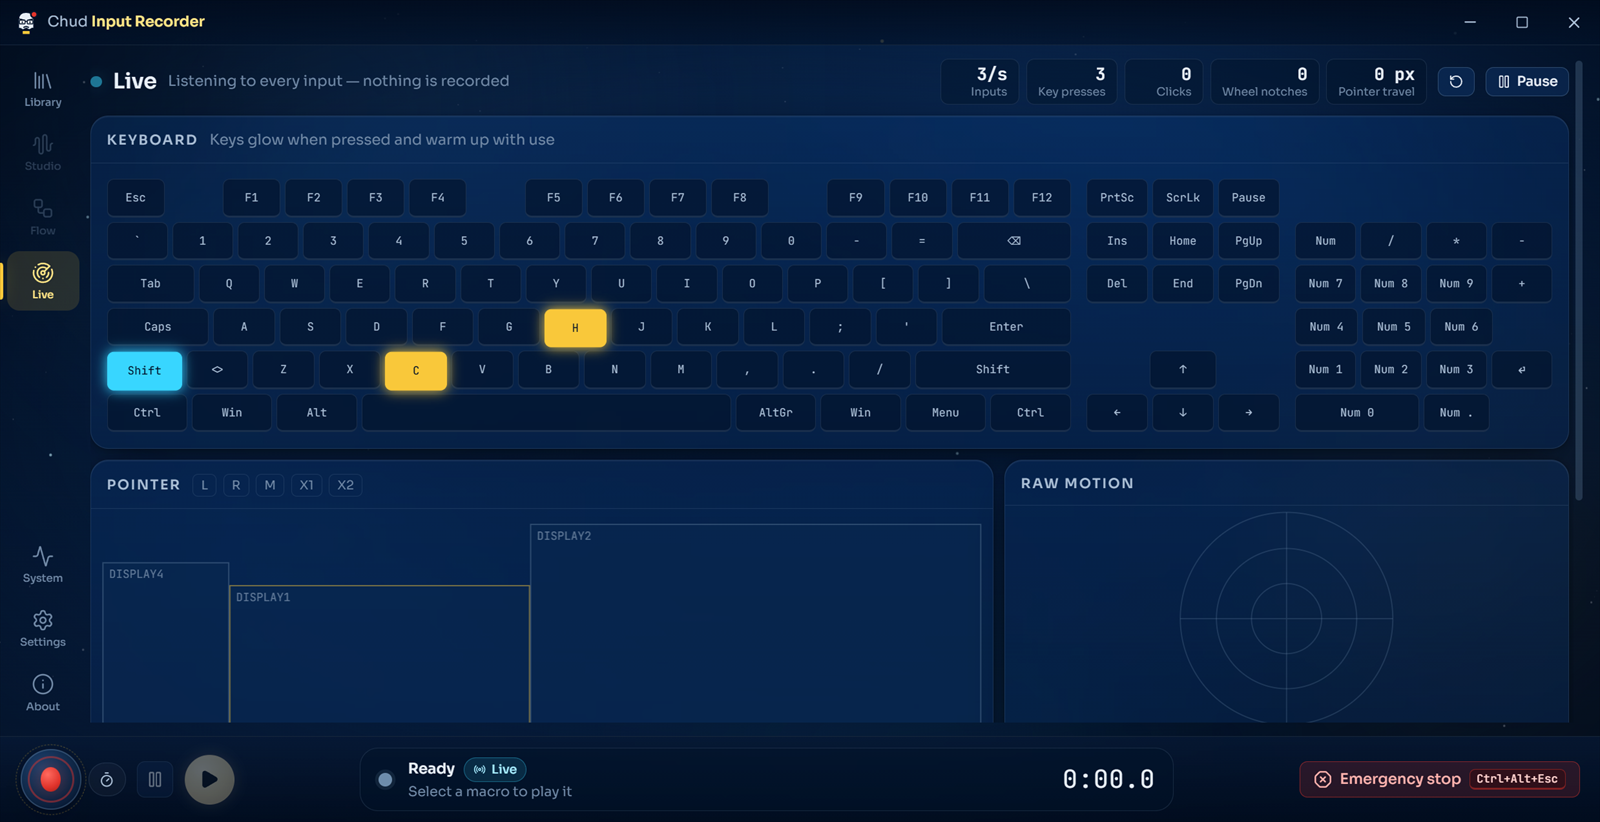 Chud Input Recorder
Library
Studio
Flow
Live
System
Settings
About
Live Listening to every input — nothing is recorded
3/s
Inputs
3
Key presses
0
Clicks
0
Wheel notches
0 px
Pointer travel
Pause
KEYBOARD Keys glow when pressed and warm up with use
Esc F1 F2 F3 F4 F5 F6 F7 F8 F9 F10 F11 F12 PrtSc ScrLk Pause
` 1 2 3 4 5 6 7 8 9 0 - = ⌫ Ins Home PgUp Num / * -
Tab Q W E R T Y U I O P [ ] \ Del End PgDn Num 7 Num 8 Num 9 +
Caps A S D F G H J K L ; ' Enter Num 4 Num 5 Num 6
Shift <> Z X C V B N M , . / Shift ↑ Num 1 Num 2 Num 3 ↵
Ctrl Win Alt AltGr Win Menu Ctrl ← ↓ → Num 0 Num .
POINTER L R M X1 X2
DISPLAY4
DISPLAY1
DISPLAY2
RAW MOTION
Ready Live
Select a macro to play it
0:00.0
Emergency stop Ctrl+Alt+Esc